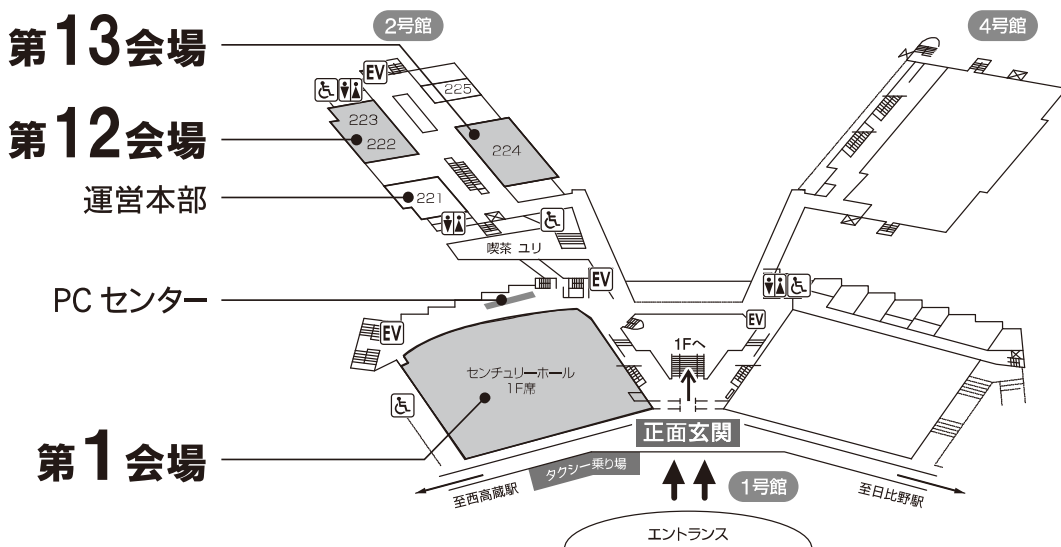 2号館
4号館
第13会場
EV
225
223
222
第12会場
224
運営本部
221
喫茶 ユリ
PC センター
EV
EV
EV
1Fへ
センチュリーホール
1F席
第1会場
正面玄関
タクシー乗り場
至西高蔵駅
1号館
至日比野駅
エントランス